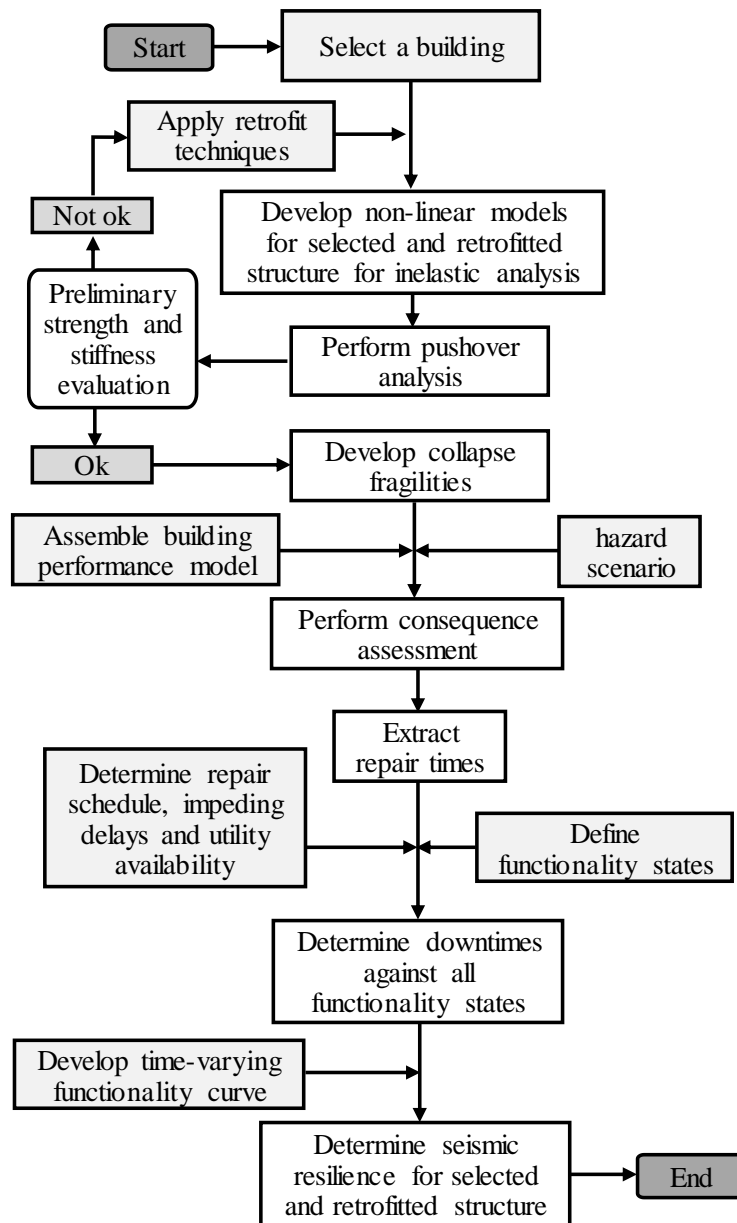 Start
Select a building
Apply retrofit
techniques
Not ok
Develop non-linear models
for selected and retrofitted
structure for inelastic analysis
Preliminary
strength and
stiffness
evaluation
Perform pushover
analysis
Ok
Develop collapse
fragilities
Assemble building
performance model
hazard
scenario
Perform consequence
assessment
Extract
repair times
Determine repair
schedule, impeding
delays and utility
availability
Define
functionality states
Determine downtimes
against all
functionality states
Develop time-varying
functionality curve
Determine seismic
resilience for selected
and retrofitted structure
End